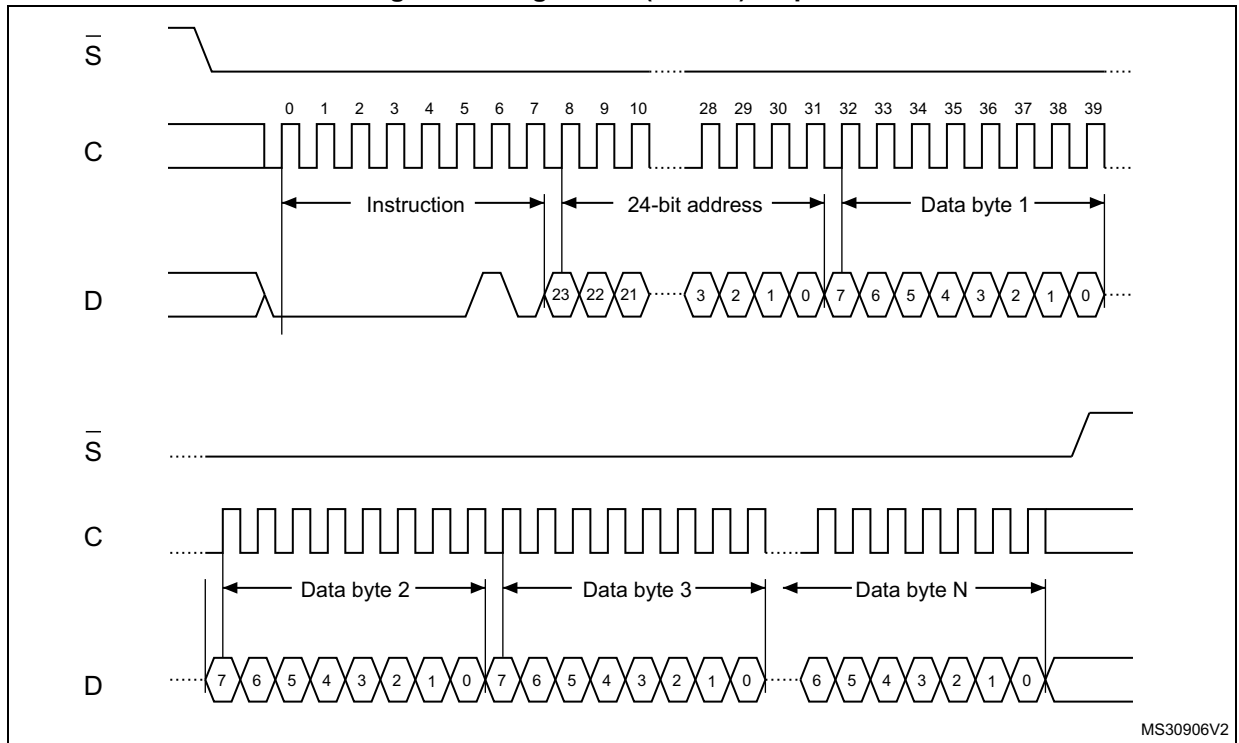 S̅
0 1 2 3 4 5 6 7 8 9 10 28 29 30 31 32 33 34 35 36 37 38 39
C
Instruction 24-bit address Data byte 1
D 23 22 21 3 2 1 0 7 6 5 4 3 2 1 0
S̅
C
Data byte 2 Data byte 3 Data byte N
D 7 6 5 4 3 2 1 0 7 6 5 4 3 2 1 0 6 5 4 3 2 1 0
MS30906V2